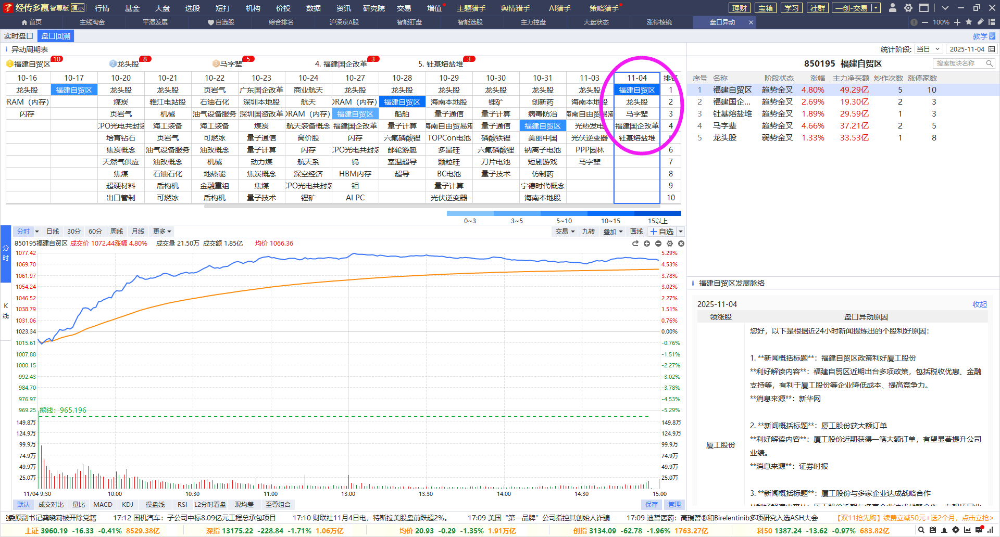 经传多赢 智尊版 演示 行情 基金 大盘 选股 短打 机构 价投 数据 资讯 研究院 交易 增值 主题猎手 舆情猎手 AI猎手 策略猎手 理财 宝箱 学习 社群 一创-交易
首页 主线淘金 平潭发展 自选股 综合排名 沪深京A股 智能盯盘 智能选股 主力控盘 大盘状态 涨停棱镜 盘口异动 100%
实时盘口 盘口回溯 教学
异动周期表
1 福建自贸区 10 2 龙头股 8 3 马字辈 5 4. 福建国企改革 3 5. 钍基熔盐堆 3
10-16 10-17 10-20 10-21 10-22 10-23 10-24 10-27 10-28 10-29 10-30 10-31 11-03 11-04 排名
龙头股 福建自贸区 龙头股 龙头股 页岩气 广东国企改革 商业航天 龙头股 龙头股 龙头股 龙头股 龙头股 龙头股 福建自贸区 1
RAM（内存） 煤炭 雅江电站股 石油石化 深圳本地股 航天 DRAM（内存） 福建自贸区 海南本地股 锂矿 创新药 海南本地股 龙头股 2
闪存 页岩气 机械 油气设备服务 深圳国资改革 DRAM（内存） 福建自贸区 船舶 量子通信 量子计算 病毒防治 海南自由贸易港 马字辈 3
CPO光电共封装 海工装备 海工装备 煤炭 航天装备概念 福建国企改革 量子计算 海南自由贸易港 量子通信 福建自贸区 光热发电 福建国企改革 4
培育钻石 页岩气 可燃冰 量子通信 高价股 闪存 六氟磷酸锂 TOPCon电池 磷酸铁锂 美丽中国 光伏逆变器 钍基熔盐堆
焦炭概念 油气设备服务 油改概念 量子计算 闪存 CPO光电共封装 邮轮游艇 多晶硅 六氟磷酸锂 钠离子电池 PPP园林 6
天然气供应 油改概念 机械 动力煤 航天系 钨 室温超导 颗粒硅 刀片电池 短剧游戏 马字辈 7
焦煤 石油石化 地热能 焦炭概念 深空经济 HBM内存 超导 BC电池 量子技术 仿制药 8
超硬材料 盾构机 金融重组 焦煤 CPO光电共封装 钼 量子计算 宁德时代概念 9
出口管制 可燃冰 盾构机 量子技术 锂矿 AI PC 光伏逆变器 海南本地股 10
0~3 3~5 5~10 10~15 15以上
分时 日线 30分 60分 周线 月线 更多 交易 九转 叠加 画线 自选
850195福建自贸区 成交价 1072.44涨幅 4.80% 成交量 21.50万 成交额 1.85亿 均价 1066.36
分时
K线
1077.42 5.29%
1069.70 4.53%
1061.97 3.78%
1054.24 3.02%
1046.52 2.27%
1038.79 1.51%
1031.06 0.76%
1023.34 0.00%
1015.61 -0.76%
1007.88 -1.51%
1000.15 -2.27%
992.43 -3.02%
984.70 -3.78%
976.97 -4.53%
969.25 熊线：965.196 -5.29%
149.8万 149.8万
124.9万 124.9万
99.9万 99.9万
74.9万 74.9万
49.9万 49.9万
25.0万 25.0万
11/04 9:30 10:00 10:30 11:00 13:00 13:30 14:00 14:30 15:00
默认 成交对比 量比 MACD KDJ 操盘线 RSI L2分时看盘 现均差 至尊组合 保存 管理
统计阶段: 当日 2025-11-04
850195 福建自贸区 搜索板块名称
序号 名称 阶段状态 涨幅 主力净买额 炒作次数 涨停家数
1 福建自贸区 趋势金叉 4.80% 49.29亿 5 10
2 福建国企... 趋势金叉 2.69% 19.30亿 2 3
3 钍基熔盐堆 趋势金叉 1.89% 29.59亿 1 3
4 马字辈 趋势金叉 4.66% 37.21亿 2 5
5 龙头股 弱势金叉 1.33% 33.53亿 1 8
福建自贸区发展脉络
2025-11-04 收起
领涨股 盘口异动原因
厦工股份
您好，以下是根据近24小时新闻提炼出的个股利好原因：
1. **新闻概括标题**：福建自贸区政策利好厦工股份
**利好解读内容**：福建自贸区近期出台多项政策，包括税收优惠、金融
支持等，有利于厦工股份等企业降低成本、提高竞争力。
**消息来源**：新华网
2. **新闻概括标题**：厦工股份获大额订单
**利好解读内容**：厦工股份近期获得一笔大额订单，有望显著提升公司
业绩。
**消息来源**：证券时报
3. **新闻概括标题**：厦工股份与多家企业达成战略合作
委原副书记龚晓莉被开除党籍 17:12 国机汽车：子公司中标8.09亿元工程总承包项目 17:10 财联社11月4日电，特斯拉美股盘前跌超2%。 17:09 美国“第一品牌”公司指控其创始人诈骗 17:09 迪哲医药：高瑞哲®和Birelentinib多项研究入选ASH大会 【双11抢先购】续费立减50元+送2个月，点击立抢>
上证 3960.19 -16.33 -0.41% 8529.38亿 深指 13175.22 -228.84 -1.71% 1.06万亿 均价 20.93 -0.29 -1.35% 1.91万亿 创指 3134.09 -62.78 -1.96% 1763.27亿 科50 1387.24 -13.62 -0.97% 683.82亿